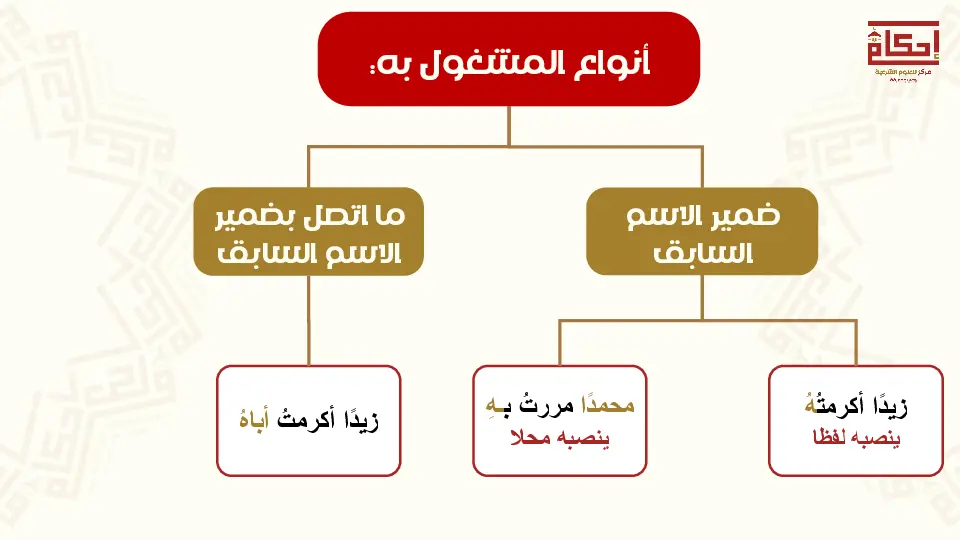 إحكام
مركز للعلوم الشرعية
أنواع المشغول به:
ضمير الاسم
السابق
ما اتصل بضمير
الاسم السابق
زيدًا أكرمتُهُ
ينصبه لفظا
محمدًا مررتُ بـهِ
ينصبه محلا
زيدًا أكرمتُ أباهُ